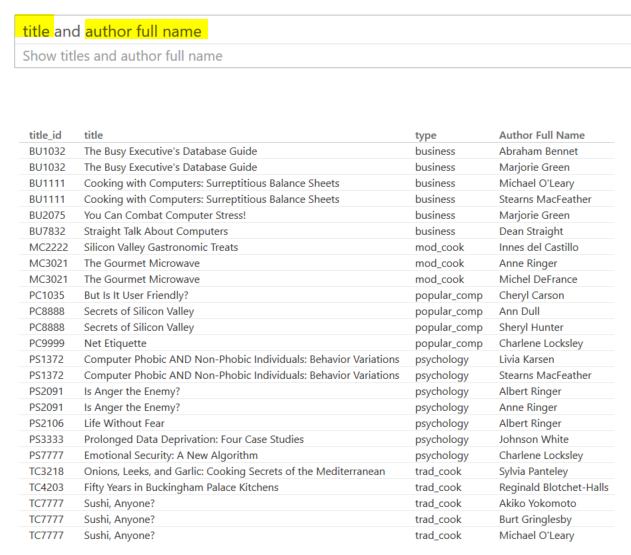 title and author full name
Show titles and author full name
title_id title type Author Full Name
BU1032 The Busy Executive's Database Guide business Abraham Bennet
BU1032 The Busy Executive's Database Guide business Marjorie Green
BU1111 Cooking with Computers: Surreptitious Balance Sheets business Michael O'Leary
BU1111 Cooking with Computers: Surreptitious Balance Sheets business Stearns MacFeather
BU2075 You Can Combat Computer Stress! business Marjorie Green
BU7832 Straight Talk About Computers business Dean Straight
MC2222 Silicon Valley Gastronomic Treats mod_cook Innes del Castillo
MC3021 The Gourmet Microwave mod_cook Anne Ringer
MC3021 The Gourmet Microwave mod_cook Michel DeFrance
PC1035 But Is It User Friendly? popular_comp Cheryl Carson
PC8888 Secrets of Silicon Valley popular_comp Ann Dull
PC8888 Secrets of Silicon Valley popular_comp Sheryl Hunter
PC9999 Net Etiquette popular_comp Charlene Locksley
PS1372 Computer Phobic AND Non-Phobic Individuals: Behavior Variations psychology Livia Karsen
PS1372 Computer Phobic AND Non-Phobic Individuals: Behavior Variations psychology Stearns MacFeather
PS2091 Is Anger the Enemy? psychology Albert Ringer
PS2091 Is Anger the Enemy? psychology Anne Ringer
PS2106 Life Without Fear psychology Albert Ringer
PS3333 Prolonged Data Deprivation: Four Case Studies psychology Johnson White
PS7777 Emotional Security: A New Algorithm psychology Charlene Locksley
TC3218 Onions, Leeks, and Garlic: Cooking Secrets of the Mediterranean trad_cook Sylvia Panteley
TC4203 Fifty Years in Buckingham Palace Kitchens trad_cook Reginald Blotchet-Halls
TC7777 Sushi, Anyone? trad_cook Akiko Yokomoto
TC7777 Sushi, Anyone? trad_cook Burt Gringlesby
TC7777 Sushi, Anyone? trad_cook Michael O'Leary